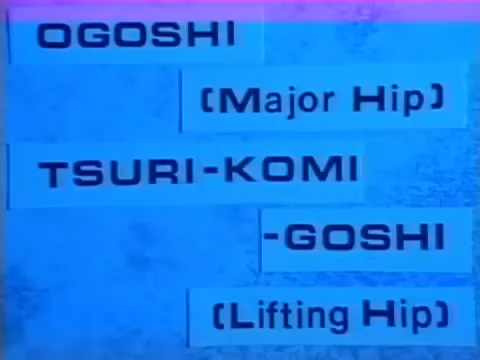 OGOSHI
(Major Hip)
TSURI-KOMI
-GOSHI
(Lifting Hip)